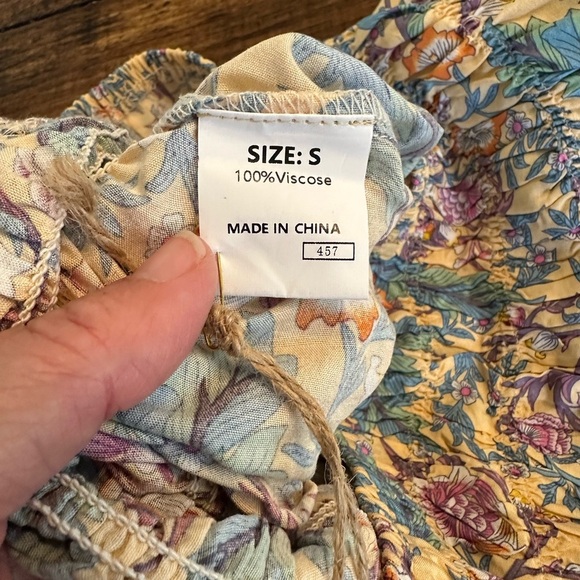 SIZE: S
100%Viscose
MADE IN CHINA
457